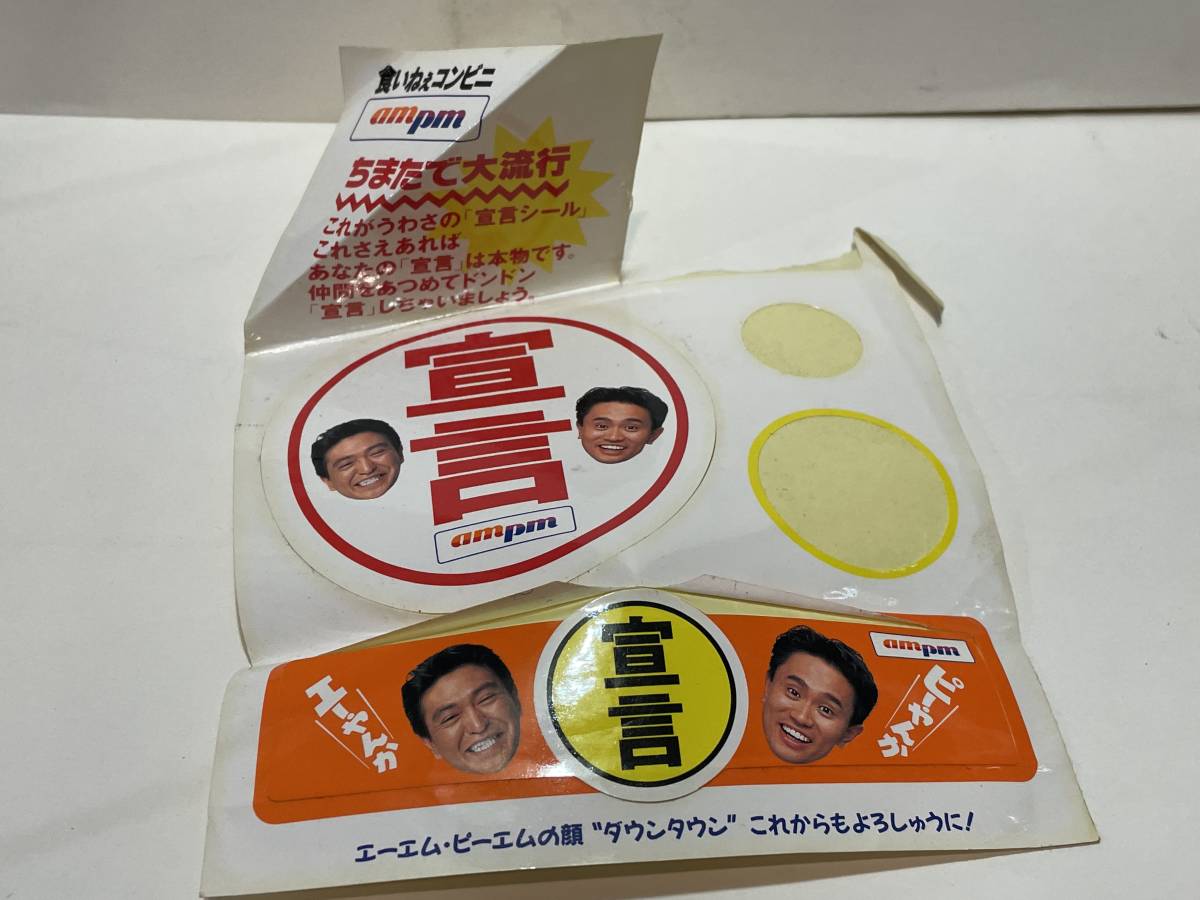 食いねぇコンビニ
ampm
ちまたで大流行
これがうわさの「宣言シール」
これさえあれば
あなたの「宣言」は本物です。
仲間をあつめてドンドン
「宣言」しちゃいましょう。
宣言
ampm
エーやんか
宣言
ampm
ピーやんか
エーエム・ピーエムの顔 "ダウンタウン" これからもよろしゅうに!